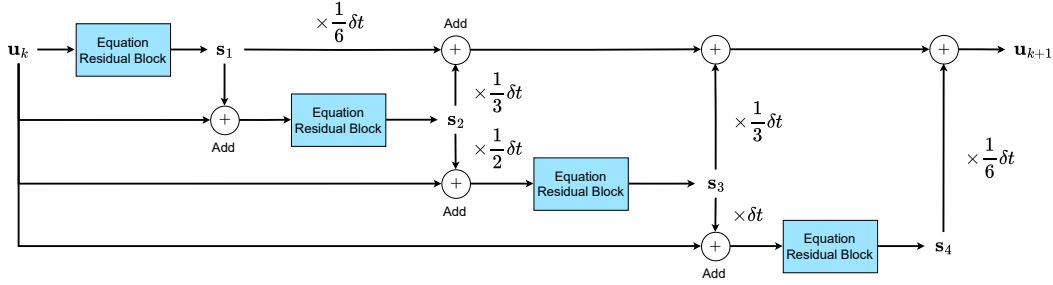 × 1/6 δt
Add
u_k
Equation
Residual Block
s_1
+
+
+
u_{k+1}
× 1/3 δt
+
Add
Equation
Residual Block
s_2
× 1/3 δt
× 1/2 δt
× 1/6 δt
+
Add
Equation
Residual Block
s_3
× δt
+
Add
Equation
Residual Block
s_4